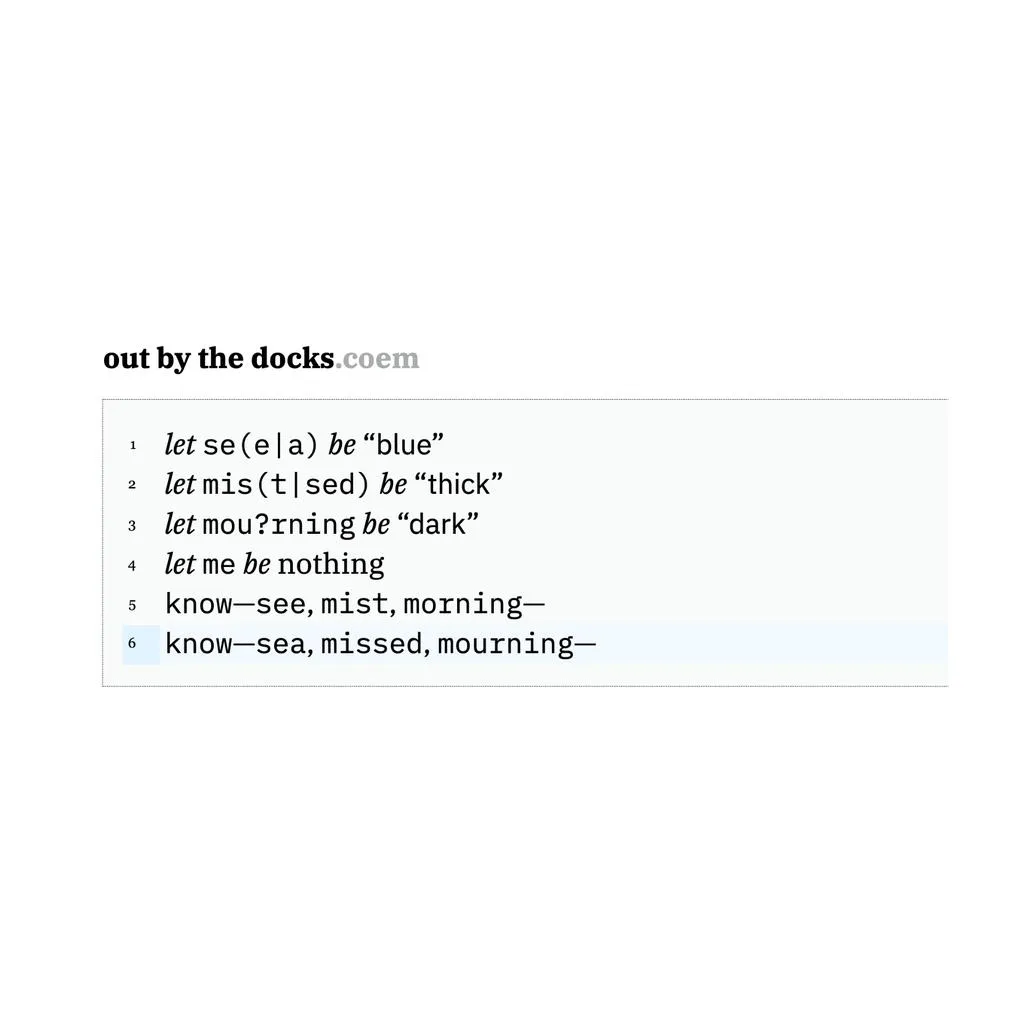 out by the docks.coem
1 let se(e|a) be “blue”
2 let mis(t|sed) be “thick”
3 let mou?rning be “dark”
4 let me be nothing
5 know—see, mist, morning—
6 know—sea, missed, mourning—